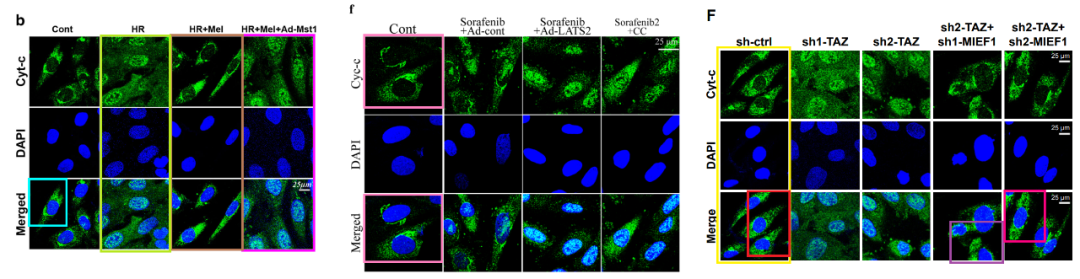 b
Cont HR HR+Mel HR+Mel+Ad-Mst1
Cyt-c
DAPI
Merged
25μm
f
Cont Sorafenib +Ad-cont Sorafenib +Ad-LATS2 Sorafenib2 +CC
Cyc-c
25 μm
DAPI
Merged
F
sh-ctrl sh1-TAZ sh2-TAZ sh2-TAZ+ sh1-MIEF1 sh2-TAZ+ sh2-MIEF1
Cyt-c
25 μm
DAPI
25 μm
Merge
25 μm